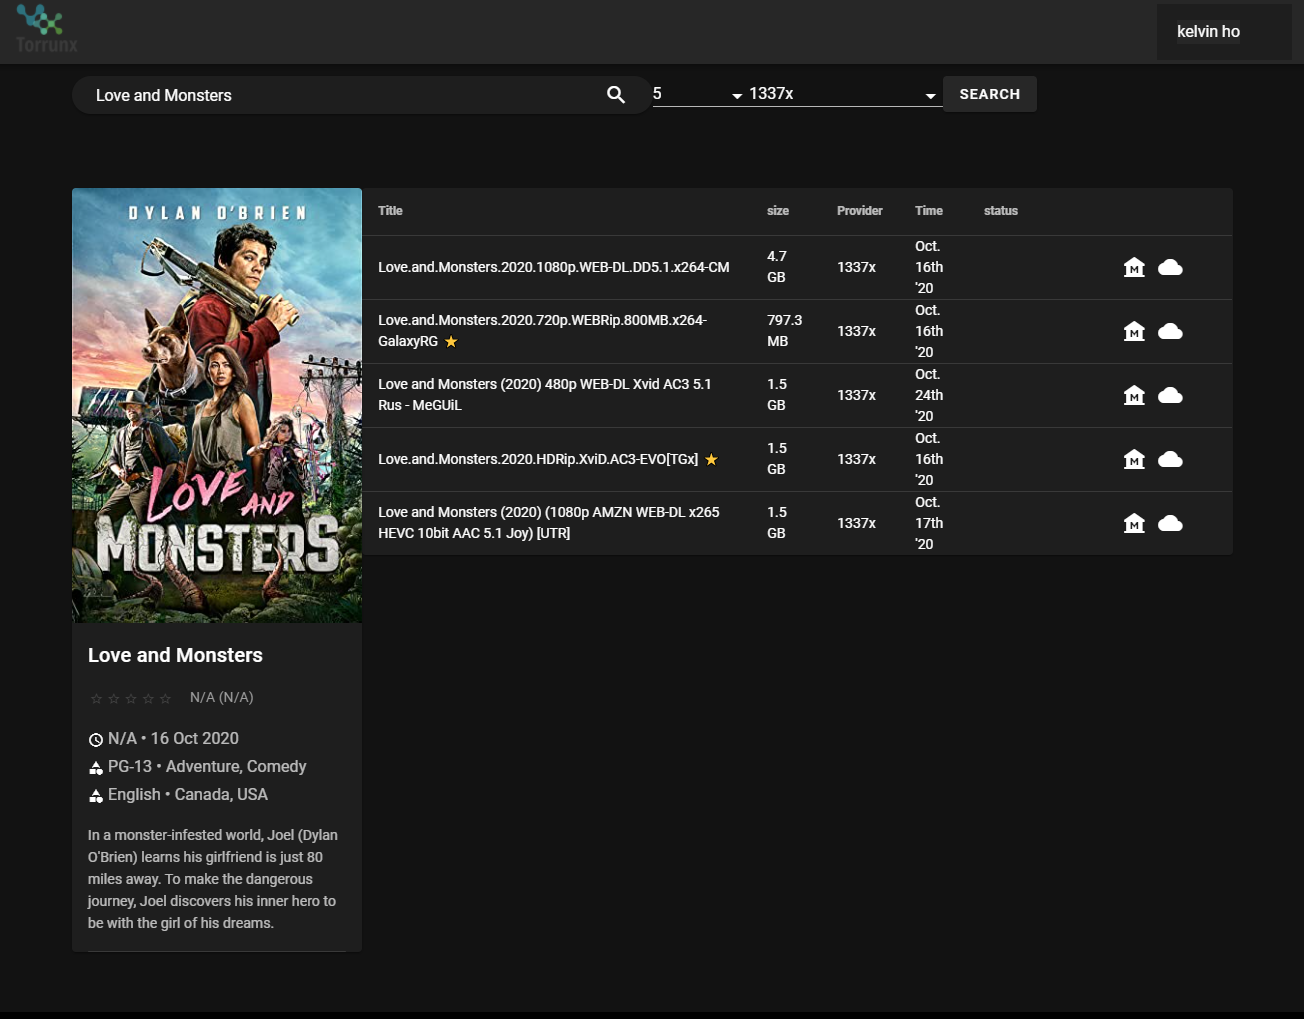 Torrunx
kelvin ho
Love and Monsters
5
1337x
SEARCH
DYLAN O'BRIEN
LOVE AND
MONSTERS
Title size Provider Time status
Love.and.Monsters.2020.1080p.WEB-DL.DD5.1.x264-CM
4.7
GB
1337x
Oct.
16th
'20
M
Love.and.Monsters.2020.720p.WEBRip.800MB.x264-
GalaxyRG
797.3
MB
1337x
Oct.
16th
'20
M
Love and Monsters (2020) 480p WEB-DL Xvid AC3 5.1
Rus - MeGUiL
1.5
GB
1337x
Oct.
24th
'20
M
Love.and.Monsters.2020.HDRip.XviD.AC3-EVO[TGx]
1.5
GB
1337x
Oct.
16th
'20
M
Love and Monsters (2020) (1080p AMZN WEB-DL x265
HEVC 10bit AAC 5.1 Joy) [UTR]
1.5
GB
1337x
Oct.
17th
'20
M
Love and Monsters
N/A (N/A)
N/A • 16 Oct 2020
PG-13 • Adventure, Comedy
English • Canada, USA
In a monster-infested world, Joel (Dylan
O'Brien) learns his girlfriend is just 80
miles away. To make the dangerous
journey, Joel discovers his inner hero to
be with the girl of his dreams.